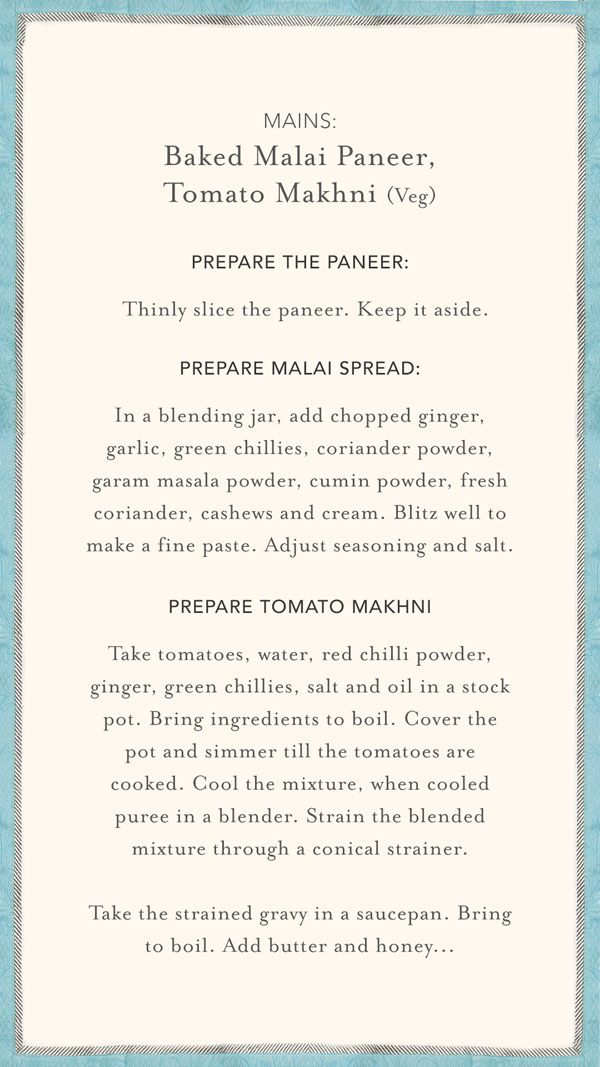 MAINS:
Baked Malai Paneer,
Tomato Makhni (Veg)
PREPARE THE PANEER:
Thinly slice the paneer. Keep it aside.
PREPARE MALAI SPREAD:
In a blending jar, add chopped ginger,
garlic, green chillies, coriander powder,
garam masala powder, cumin powder, fresh
coriander, cashews and cream. Blitz well to
make a fine paste. Adjust seasoning and salt.
PREPARE TOMATO MAKHNI
Take tomatoes, water, red chilli powder,
ginger, green chillies, salt and oil in a stock
pot. Bring ingredients to boil. Cover the
pot and simmer till the tomatoes are
cooked. Cool the mixture, when cooled
puree in a blender. Strain the blended
mixture through a conical strainer.
Take the strained gravy in a saucepan. Bring
to boil. Add butter and honey...